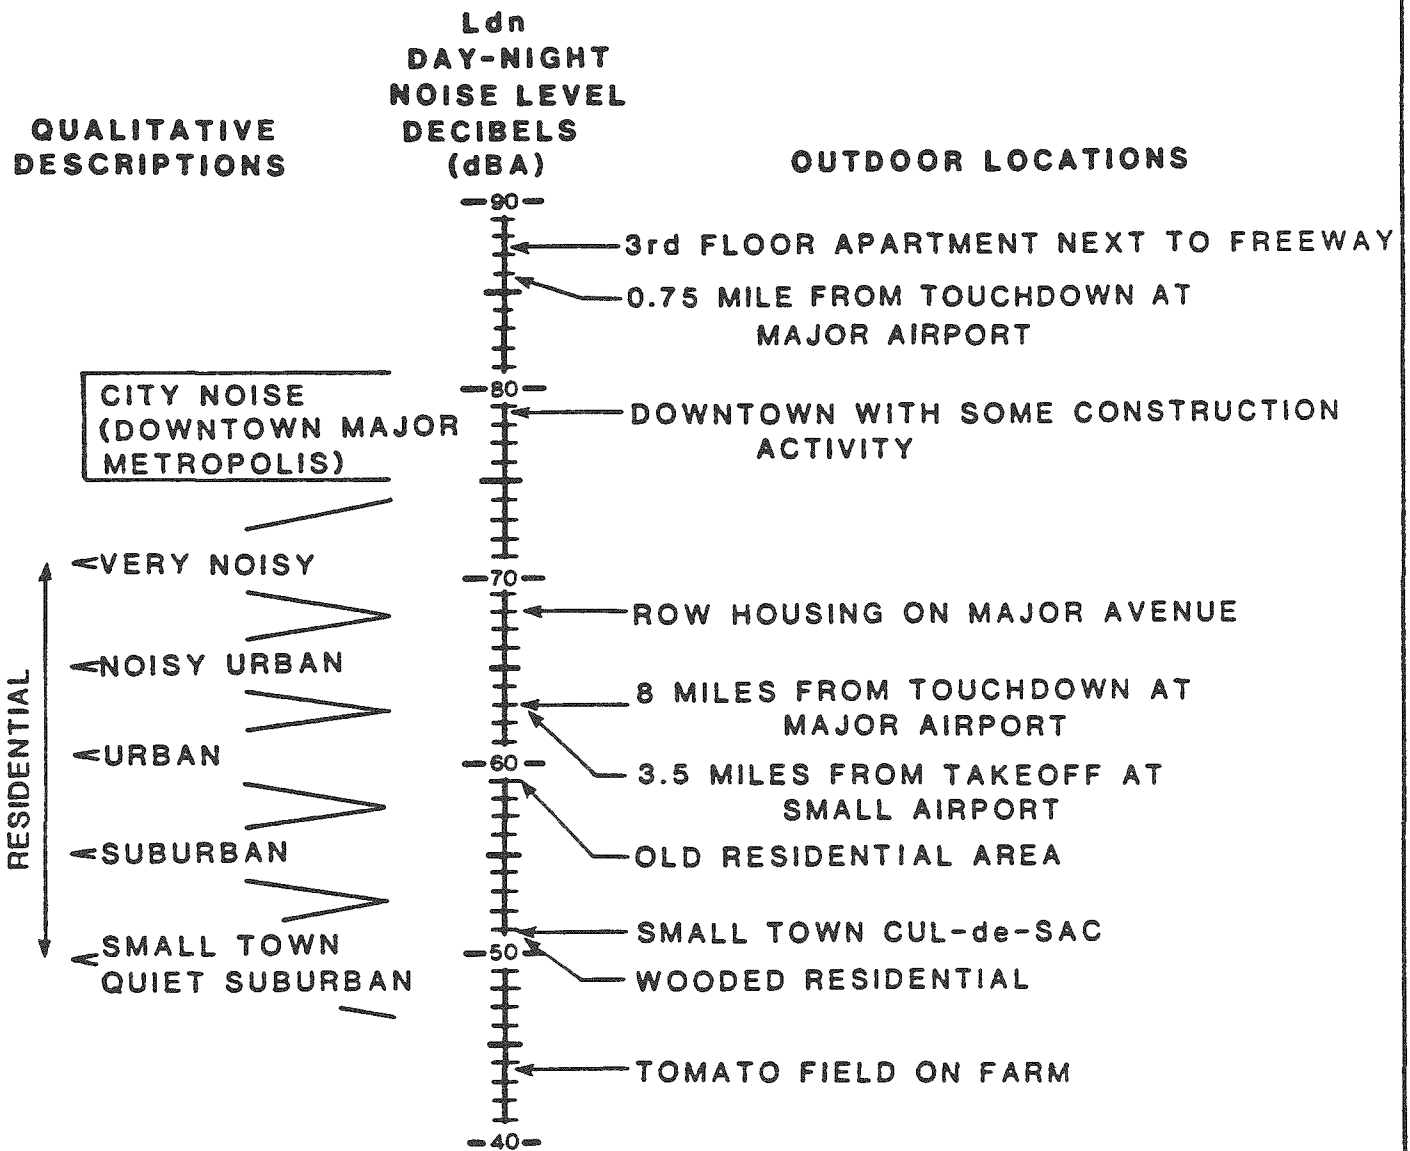 Ldn
DAY-NIGHT
NOISE LEVEL
DECIBELS
(dBA)
QUALITATIVE
DESCRIPTIONS
OUTDOOR LOCATIONS
90
3rd FLOOR APARTMENT NEXT TO FREEWAY
0.75 MILE FROM TOUCHDOWN AT
MAJOR AIRPORT
CITY NOISE
(DOWNTOWN MAJOR
METROPOLIS)
80
DOWNTOWN WITH SOME CONSTRUCTION
ACTIVITY
RESIDENTIAL
VERY NOISY
70
ROW HOUSING ON MAJOR AVENUE
NOISY URBAN
8 MILES FROM TOUCHDOWN AT
MAJOR AIRPORT
URBAN
60
3.5 MILES FROM TAKEOFF AT
SMALL AIRPORT
SUBURBAN
OLD RESIDENTIAL AREA
SMALL TOWN
QUIET SUBURBAN
SMALL TOWN CUL-de-SAC
50
WOODED RESIDENTIAL
TOMATO FIELD ON FARM
40